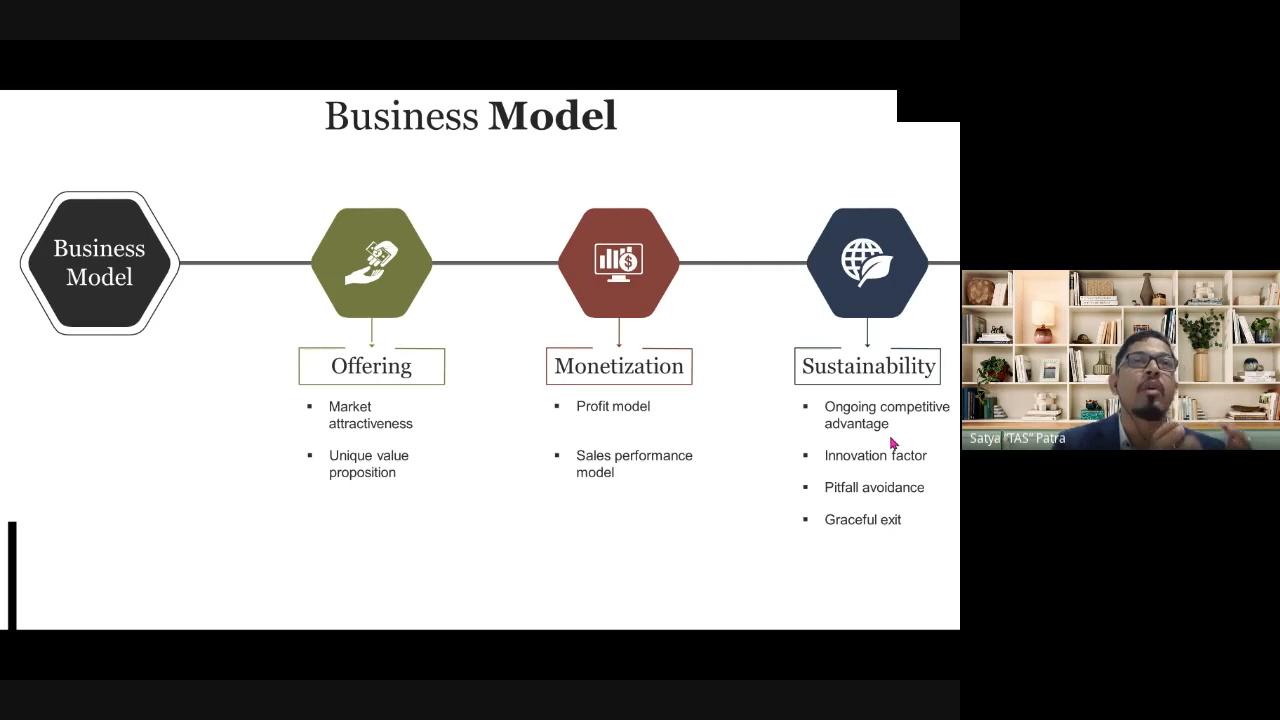 Business Model
Business
Model
Offering
Market
attractiveness
Unique value
proposition
Monetization
Profit model
Sales performance
model
Sustainability
Ongoing competitive
advantage
Innovation factor
Pitfall avoidance
Graceful exit
Satya "TAS" Patra